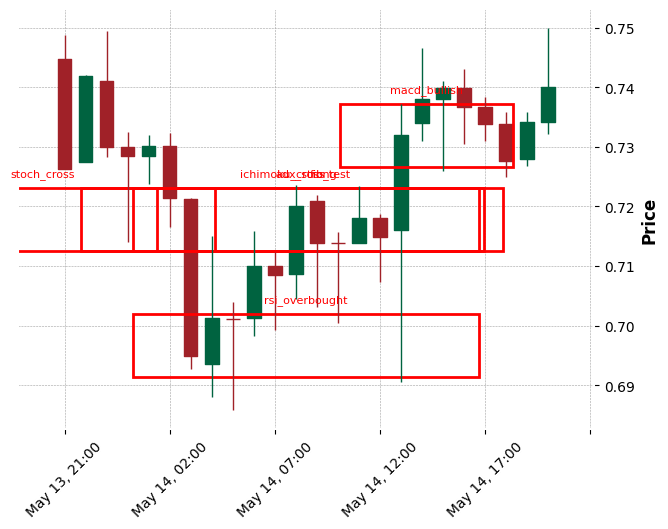 0.75
0.74
macd_bullish
0.73
stoch_cross
0.72
0.71
rsi_overbought
0.70
0.69
Price
May 13, 21:00
May 14, 02:00
May 14, 07:00
May 14, 12:00
May 14, 17:00